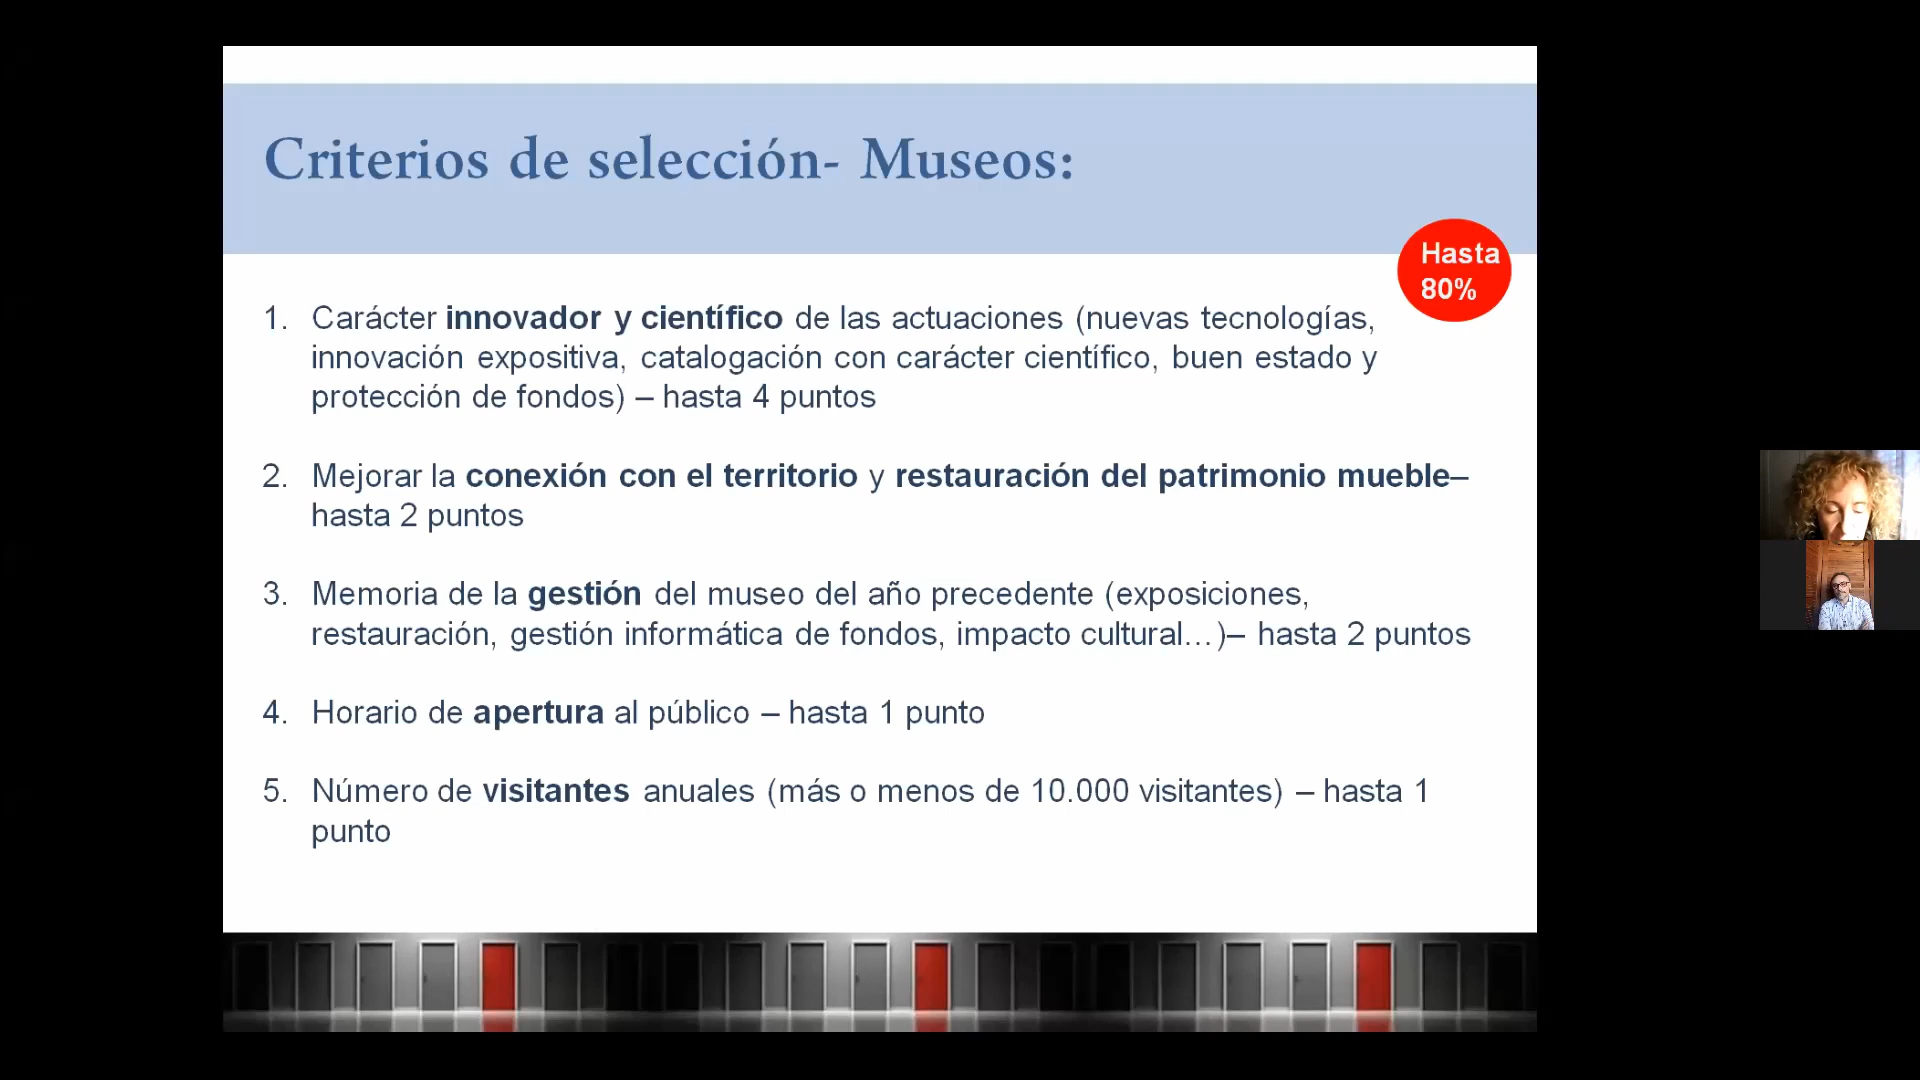 Criterios de selección- Museos:
Hasta
80%
1. Carácter innovador y científico de las actuaciones (nuevas tecnologías,
innovación expositiva, catalogación con carácter científico, buen estado y
protección de fondos) – hasta 4 puntos
2. Mejorar la conexión con el territorio y restauración del patrimonio mueble–
hasta 2 puntos
3. Memoria de la gestión del museo del año precedente (exposiciones,
restauración, gestión informática de fondos, impacto cultural…)– hasta 2 puntos
4. Horario de apertura al público – hasta 1 punto
5. Número de visitantes anuales (más o menos de 10.000 visitantes) – hasta 1
punto